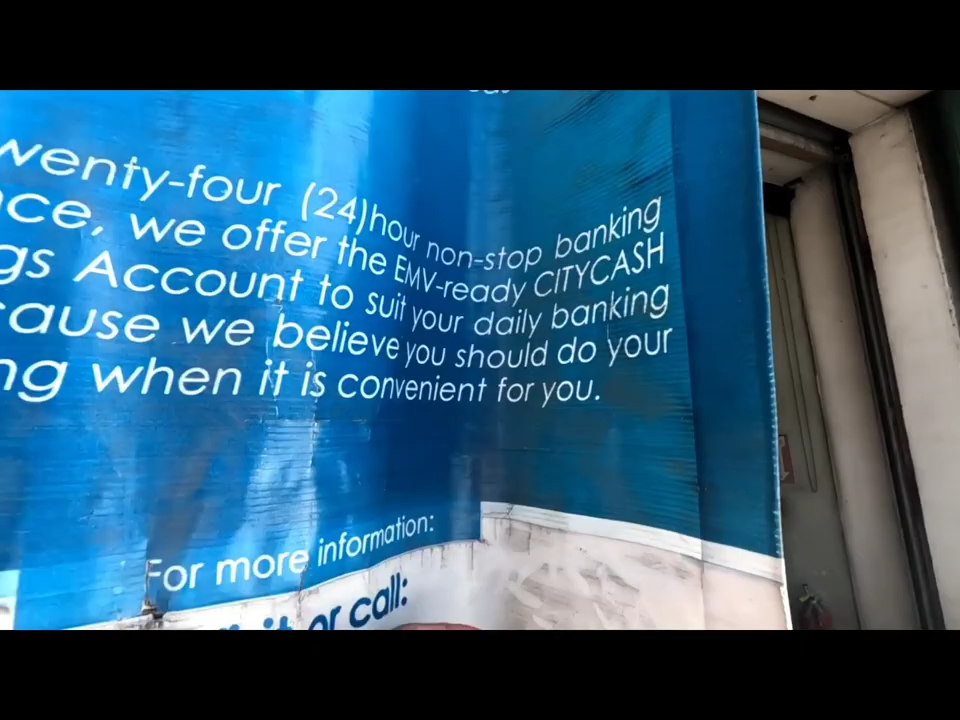 wenty-four (24)hour non-stop banking
nce, we offer the EMV-ready CITYCASH
gs Account to suit your daily banking
cause we believe you should do your
ng when it is convenient for you.
For more information:
or call: